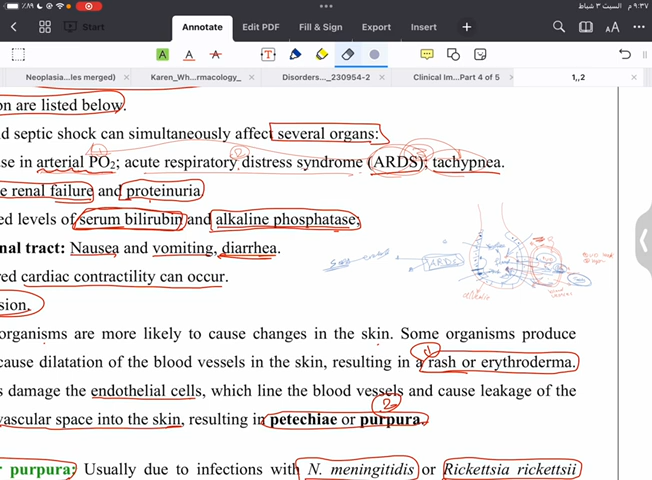 ٩:٣٧ م السبت ٣ شباط
٨٩٪
Start
Annotate Edit PDF Fill & Sign Export Insert
AA
A A A T
Neoplasia...les merged) Karen_Wh...rmacology_ Disorders..._230954-2 Clinical Im...Part 4 of 5 1,,2
on are listed below.
d septic shock can simultaneously affect several organs:
ase in arterial PO2; acute respiratory distress syndrome (ARDS); tachypnea.
e renal failure and proteinuria.
ed levels of serum bilirubin and alkaline phosphatase;
nal tract: Nausea and vomiting, diarrhea.
red cardiac contractility can occur.
ARDS
sion.
organisms are more likely to cause changes in the skin. Some organisms produce
cause dilatation of the blood vessels in the skin, resulting in a rash or erythroderma.
s damage the endothelial cells, which line the blood vessels and cause leakage of the
2
vascular space into the skin, resulting in petechiae or purpura.
r purpura: Usually due to infections with N. meningitidis or Rickettsia rickettsii